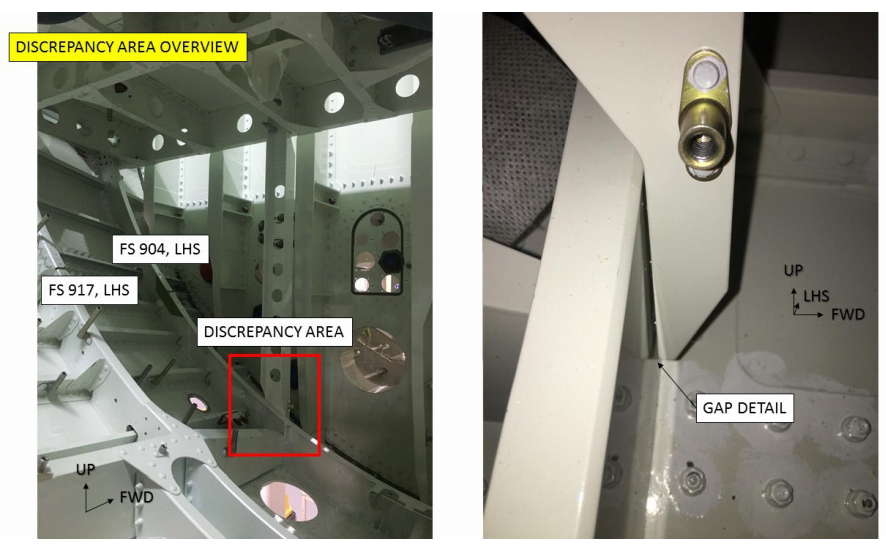 DISCREPANCY AREA OVERVIEW
FS 904, LHS
FS 917, LHS
DISCREPANCY AREA
UP
FWD
UP
LHS
FWD
GAP DETAIL